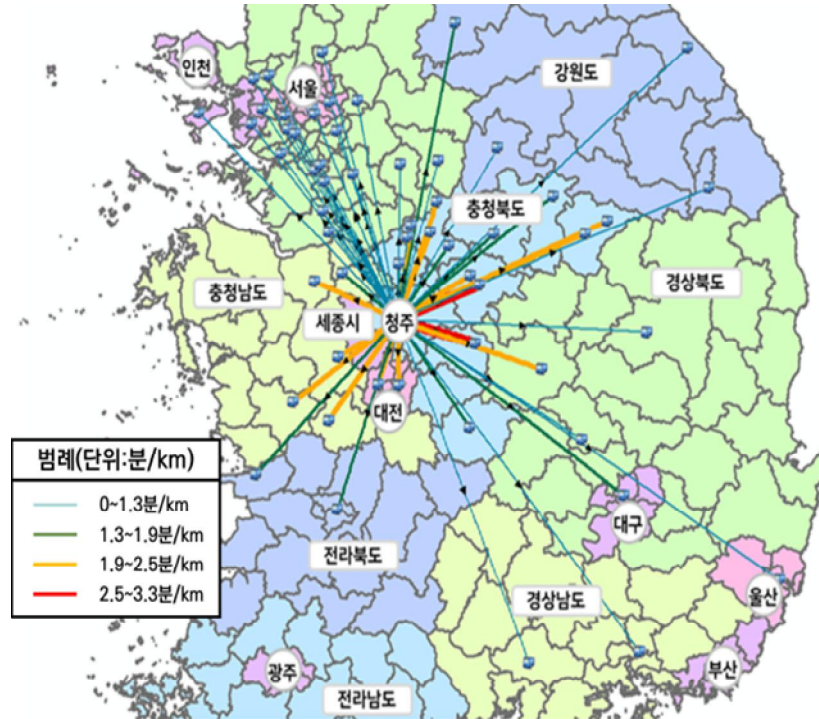 인천
서울
강원도
충청북도
충청남도
경상북도
세종시
청주
대전
범례(단위:분/km)
0~1.3분/km
1.3~1.9분/km
1.9~2.5분/km
2.5~3.3분/km
대구
전라북도
경상남도
울산
광주
부산
전라남도